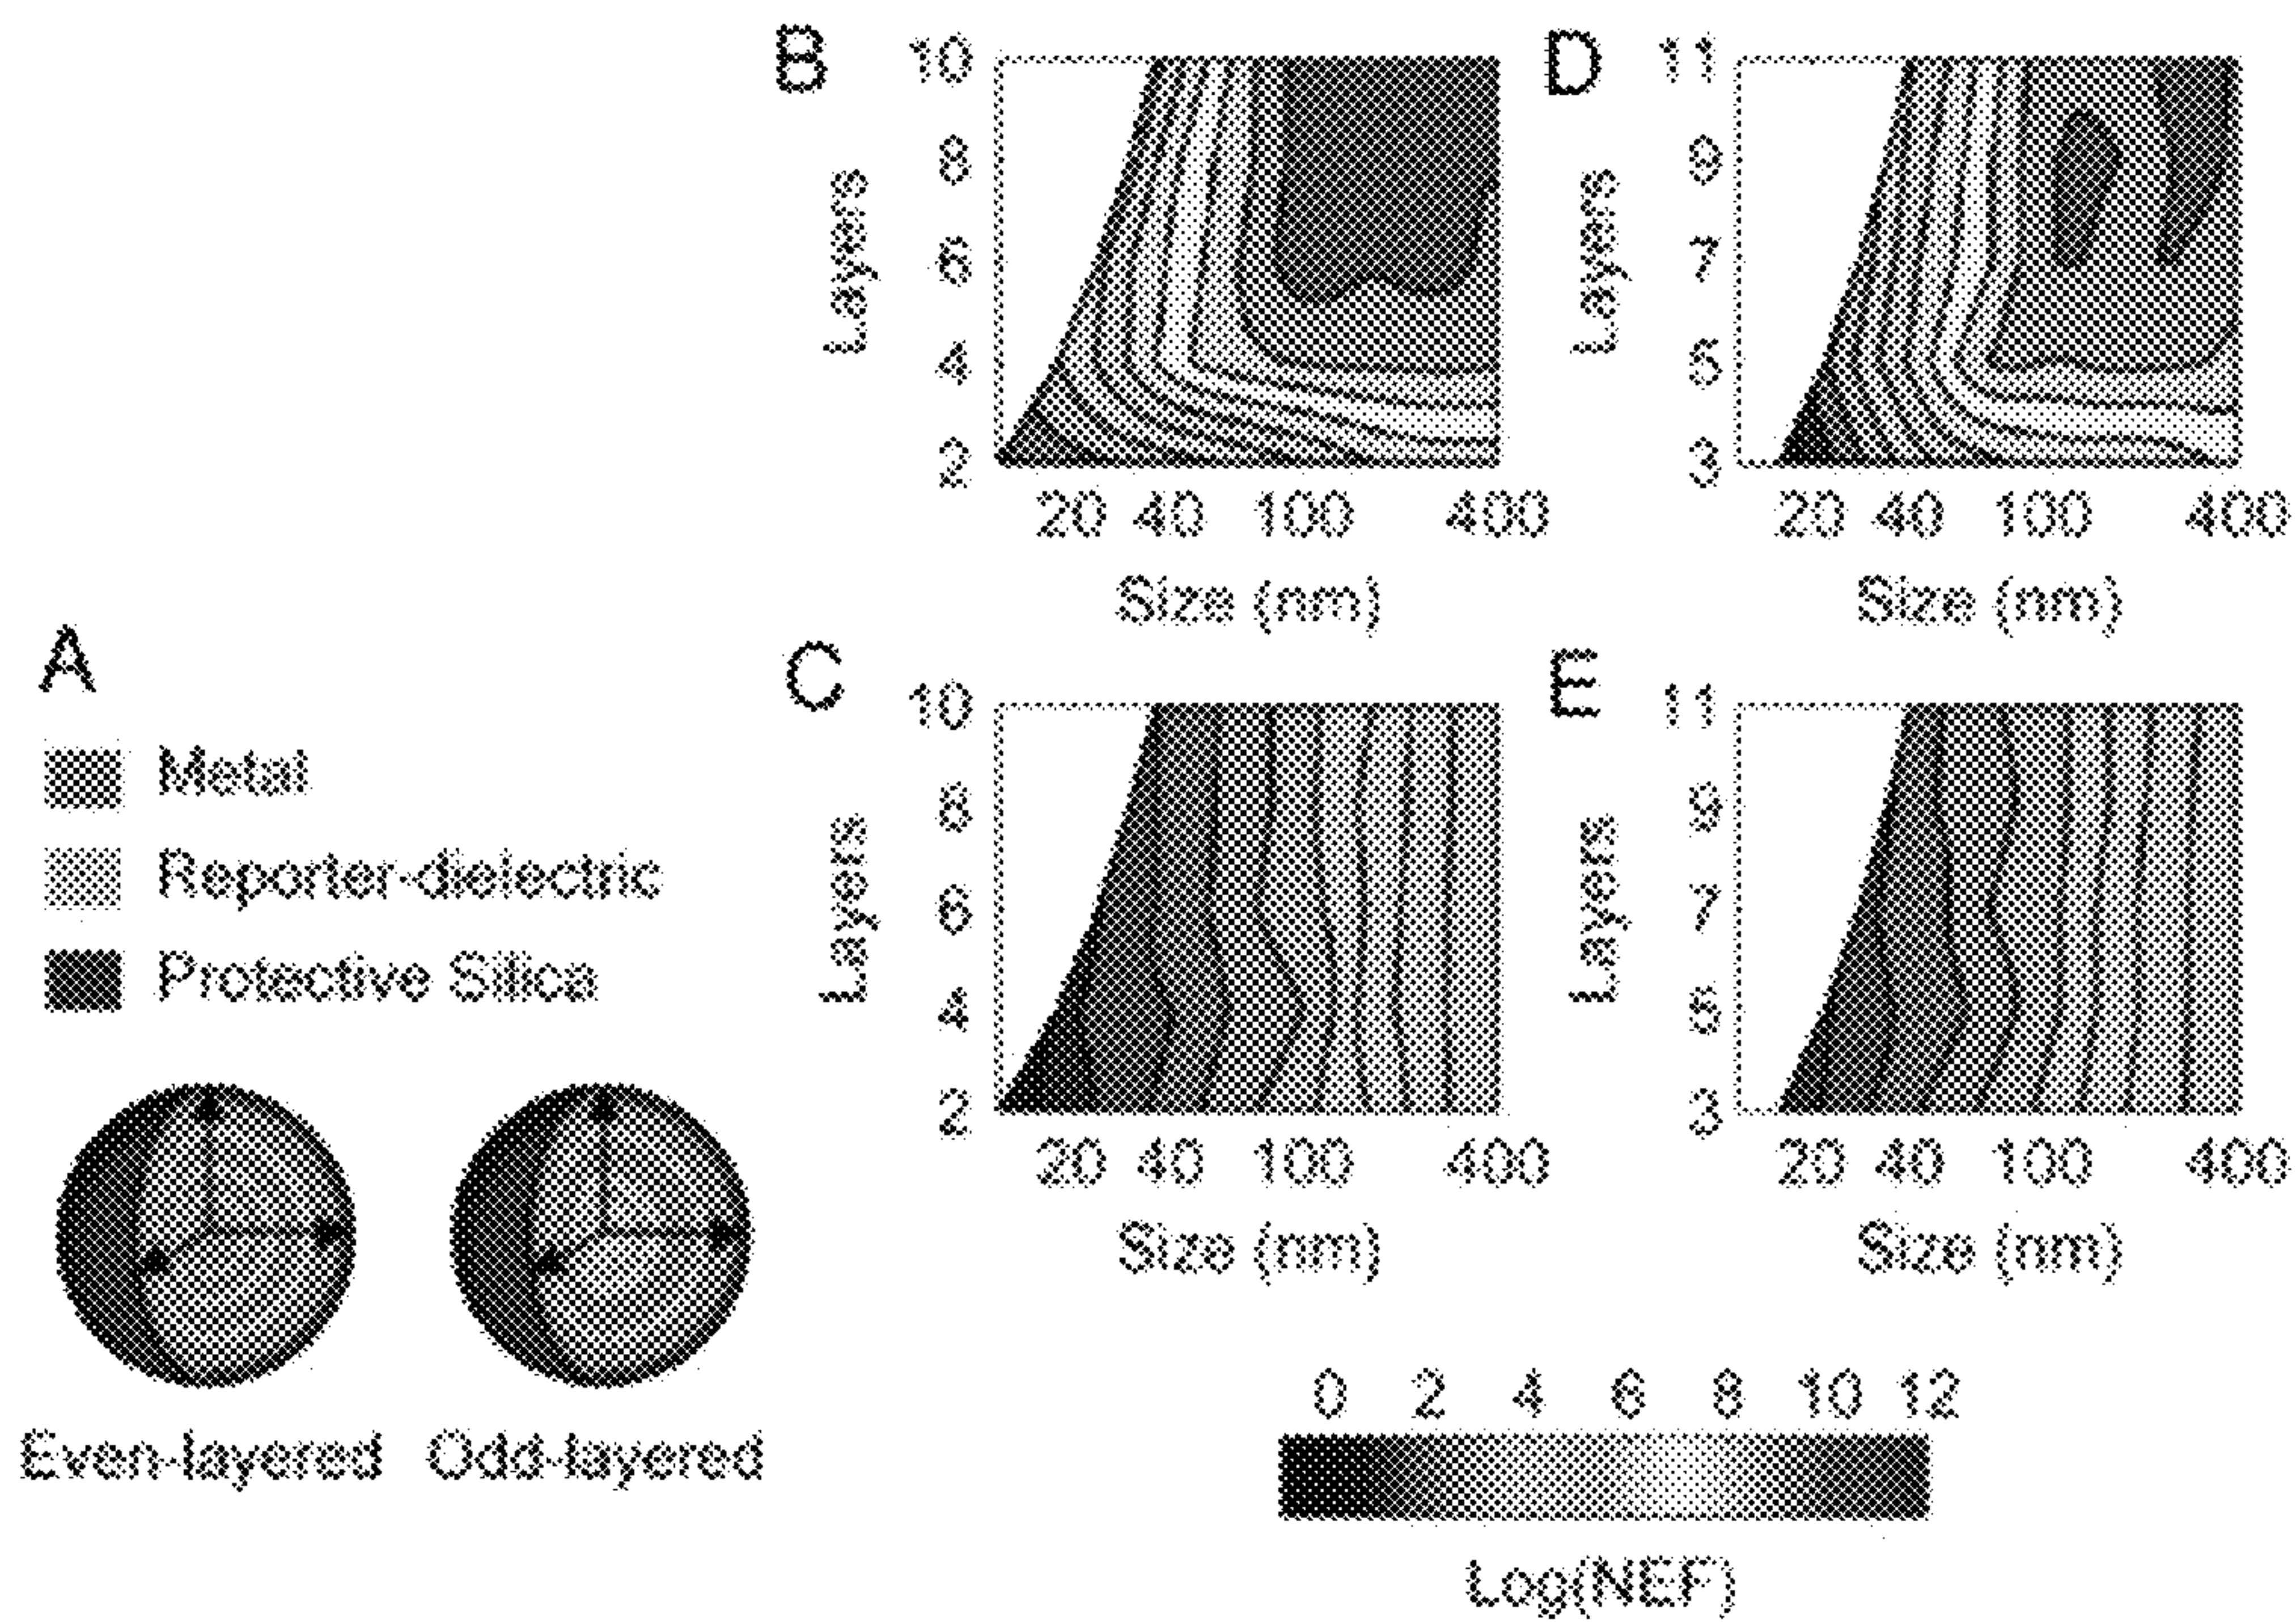 A
Metal
Reporter-dielectric
Protective Silica
Even-layered Odd-layered
B
10
8
6
4
2
Layers
20 40 100 400
Size (nm)
D
11
9
7
5
3
Layers
20 40 100 400
Size (nm)
C
10
8
6
4
2
Layers
20 40 100 400
Size (nm)
E
11
9
7
5
3
Layers
20 40 100 400
Size (nm)
0 2 4 6 8 10 12
Log(NEF)